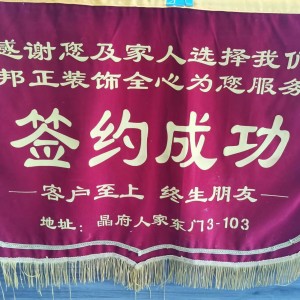 感谢您及家人选择我们
邦正装饰全心为您服务
签约成功
—客户至上 终生朋友—
地址：晶府人家东门3-103